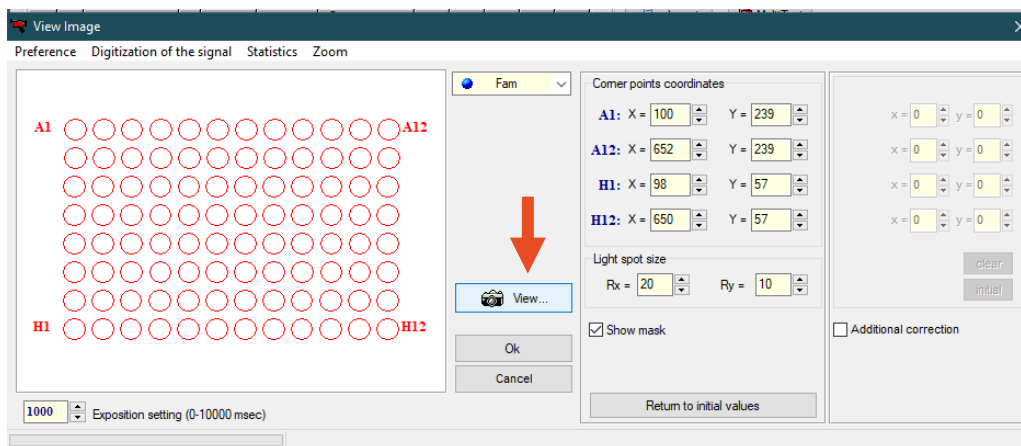 View Image
Preference Digitization of the signal Statistics Zoom
A1 A12
H1 H12
1000 Exposition setting (0-10000 msec)
Fam
View...
Ok
Cancel
Corner points coordinates
A1: X = 100 Y = 239
A12: X = 652 Y = 239
H1: X = 98 Y = 57
H12: X = 650 Y = 57
Light spot size
Rx = 20 Ry = 10
Show mask
Return to initial values
x = 0 y = 0
x = 0 y = 0
x = 0 y = 0
x = 0 y = 0
clear
initial
Additional correction